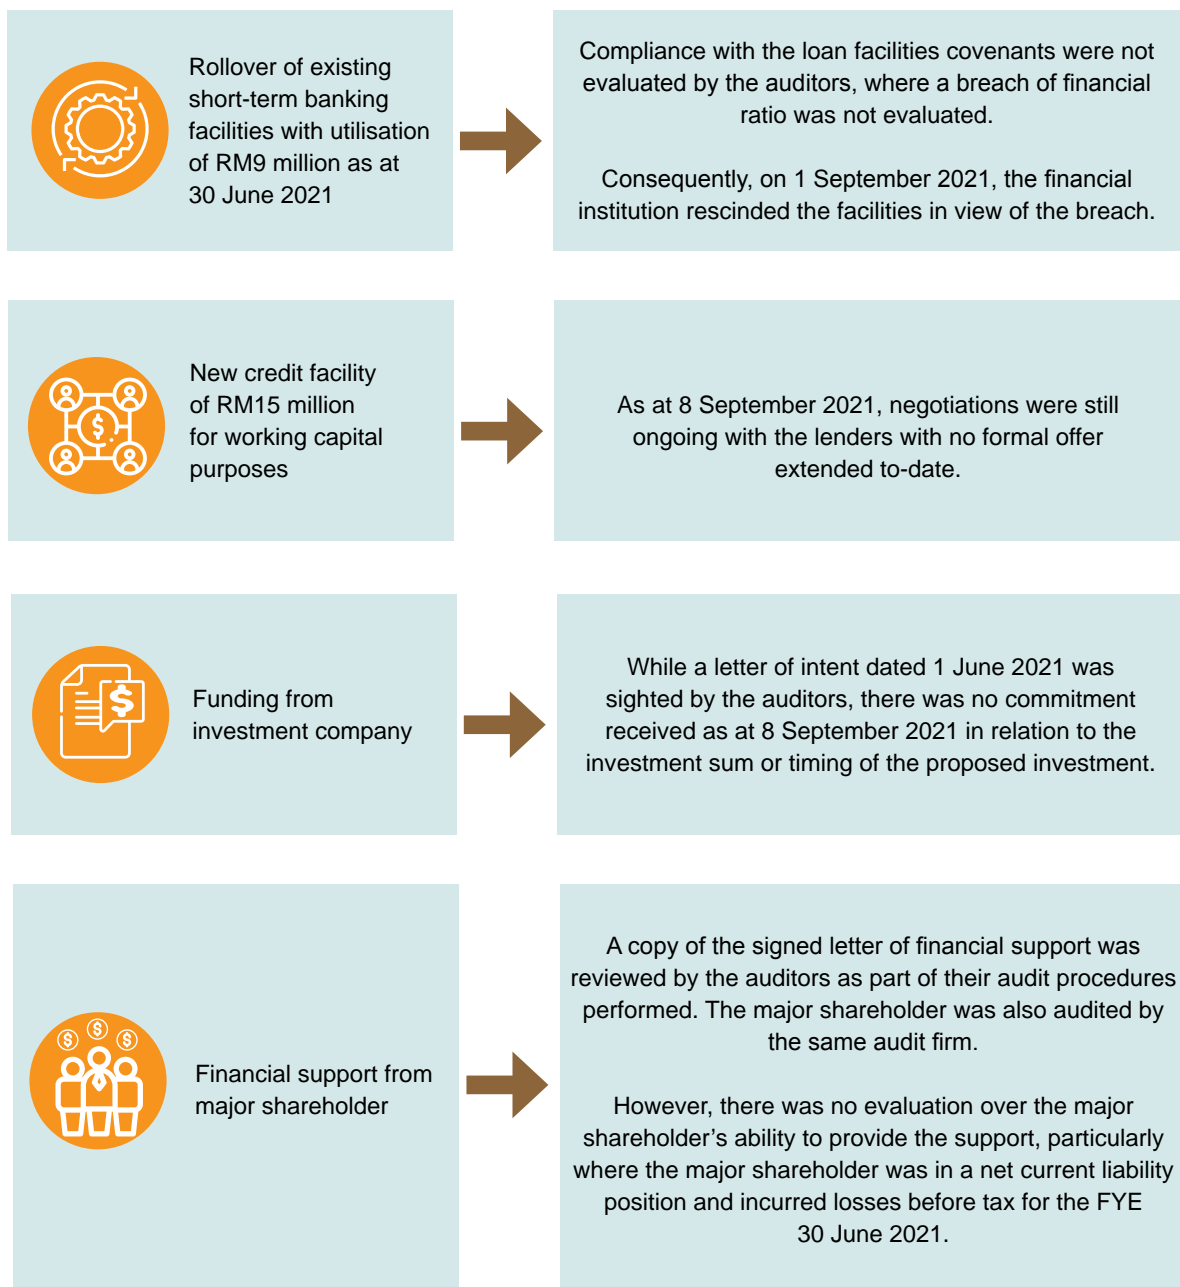 Rollover of existing
short-term banking
facilities with utilisation
of RM9 million as at
30 June 2021
Compliance with the loan facilities covenants were not
evaluated by the auditors, where a breach of financial
ratio was not evaluated.
Consequently, on 1 September 2021, the financial
institution rescinded the facilities in view of the breach.
New credit facility
of RM15 million
for working capital
purposes
As at 8 September 2021, negotiations were still
ongoing with the lenders with no formal offer
extended to-date.
Funding from
investment company
While a letter of intent dated 1 June 2021 was
sighted by the auditors, there was no commitment
received as at 8 September 2021 in relation to the
investment sum or timing of the proposed investment.
Financial support from
major shareholder
A copy of the signed letter of financial support was
reviewed by the auditors as part of their audit procedures
performed. The major shareholder was also audited by
the same audit firm.
However, there was no evaluation over the major
shareholder's ability to provide the support, particularly
where the major shareholder was in a net current liability
position and incurred losses before tax for the FYE
30 June 2021.